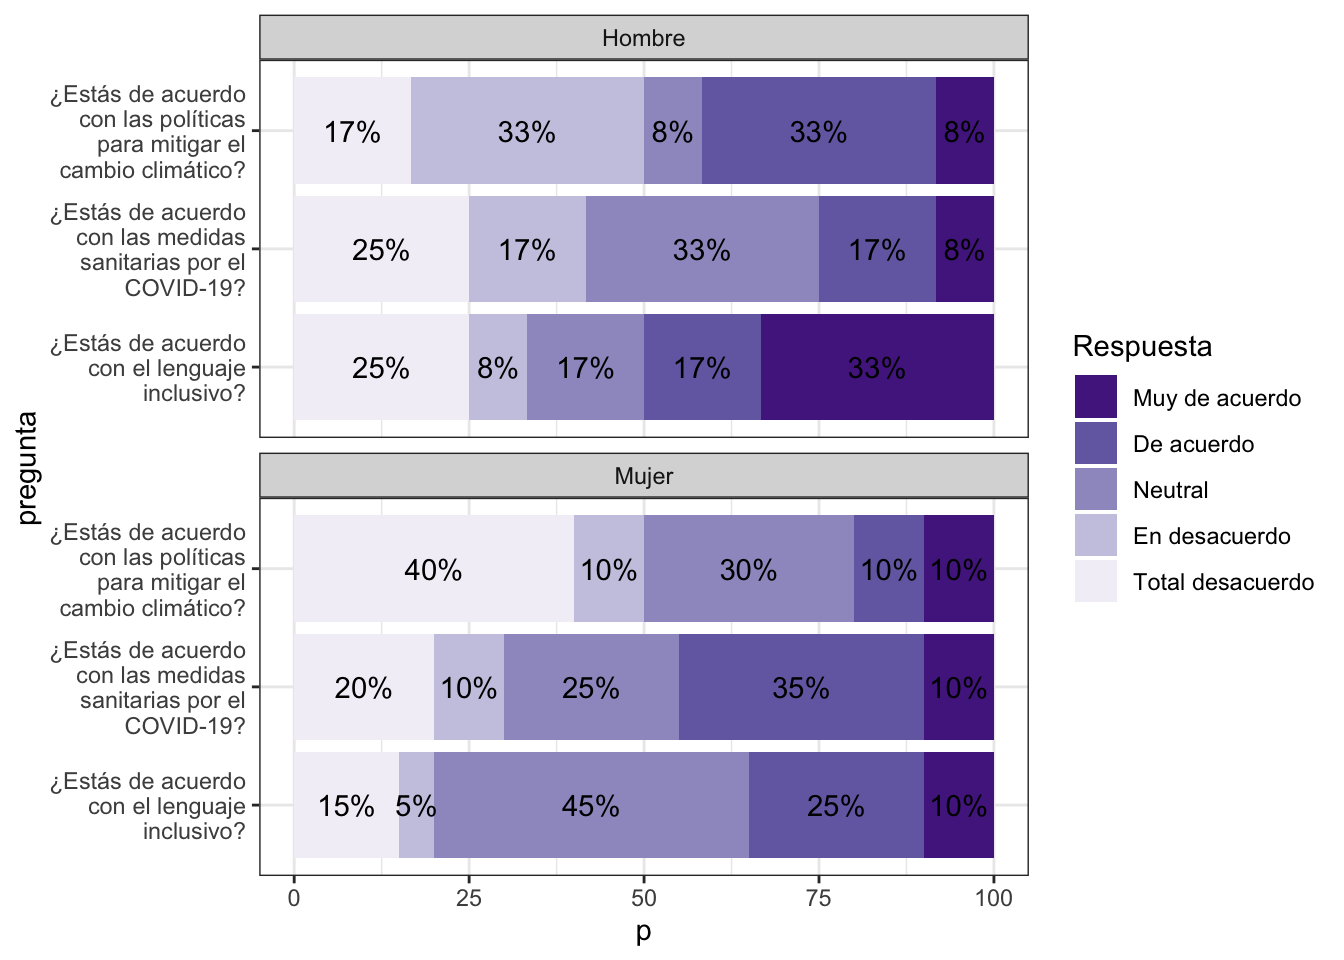 Hombre
¿Estás de acuerdo
con las políticas
para mitigar el
cambio climático?
17% 33% 8% 33% 8%
¿Estás de acuerdo
con las medidas
sanitarias por el
COVID-19?
25% 17% 33% 17% 8%
¿Estás de acuerdo
con el lenguaje
inclusivo?
25% 8% 17% 17% 33%
pregunta
Mujer
¿Estás de acuerdo
con las políticas
para mitigar el
cambio climático?
40% 10% 30% 10% 10%
¿Estás de acuerdo
con las medidas
sanitarias por el
COVID-19?
20% 10% 25% 35% 10%
¿Estás de acuerdo
con el lenguaje
inclusivo?
15% 5% 45% 25% 10%
0 25 50 75 100
p
Respuesta
Muy de acuerdo
De acuerdo
Neutral
En desacuerdo
Total desacuerdo